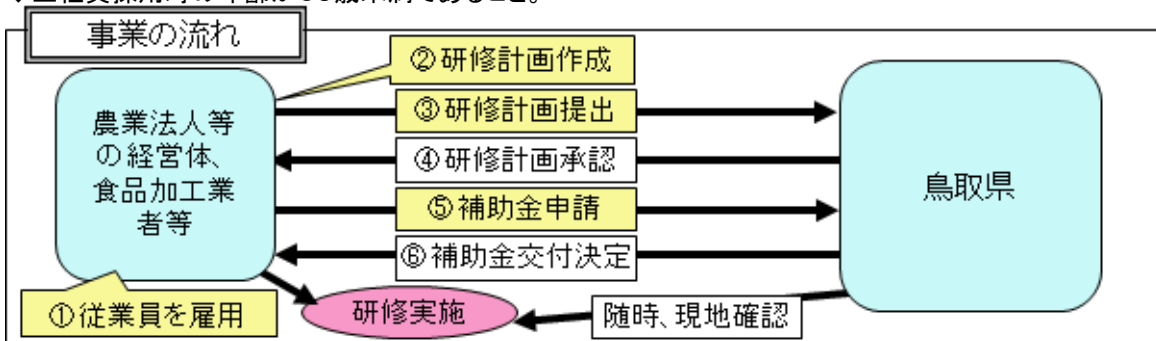 事業の流れ
②研修計画作成
③研修計画提出
④研修計画承認
⑤補助金申請
⑥補助金交付決定
農業法人等
の経営体、
食品加工業
者等
鳥取県
①従業員を雇用
研修実施
随時、現地確認